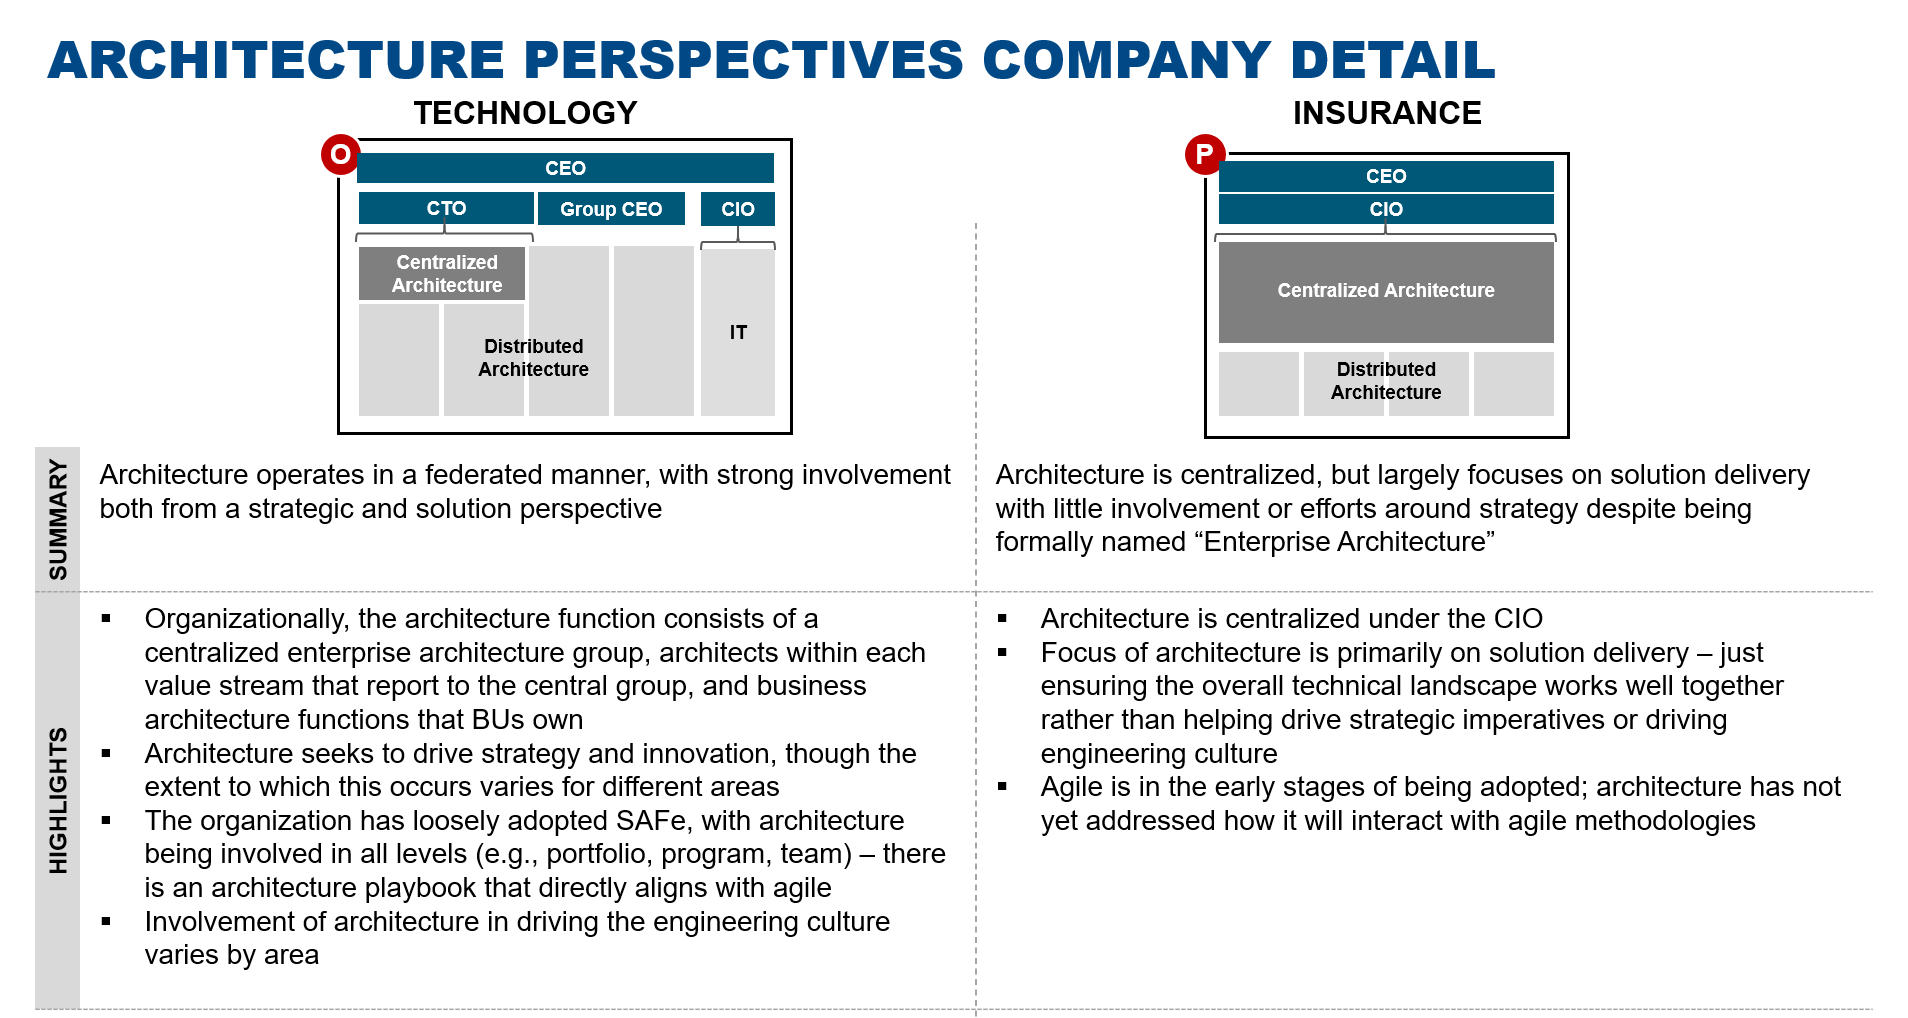 ARCHITECTURE PERSPECTIVES COMPANY DETAIL
TECHNOLOGY
O
CEO
CTO
Group CEO
CIO
Centralized
Architecture
Distributed
Architecture
IT
INSURANCE
P
CEO
CIO
Centralized Architecture
Distributed
Architecture
SUMMARY
Architecture operates in a federated manner, with strong involvement
both from a strategic and solution perspective
Architecture is centralized, but largely focuses on solution delivery
with little involvement or efforts around strategy despite being
formally named “Enterprise Architecture”
HIGHLIGHTS
▪ Organizationally, the architecture function consists of a
centralized enterprise architecture group, architects within each
value stream that report to the central group, and business
architecture functions that BUs own
▪ Architecture seeks to drive strategy and innovation, though the
extent to which this occurs varies for different areas
▪ The organization has loosely adopted SAFe, with architecture
being involved in all levels (e.g., portfolio, program, team) – there
is an architecture playbook that directly aligns with agile
▪ Involvement of architecture in driving the engineering culture
varies by area
▪ Architecture is centralized under the CIO
▪ Focus of architecture is primarily on solution delivery – just
ensuring the overall technical landscape works well together
rather than helping drive strategic imperatives or driving
engineering culture
▪ Agile is in the early stages of being adopted; architecture has not
yet addressed how it will interact with agile methodologies